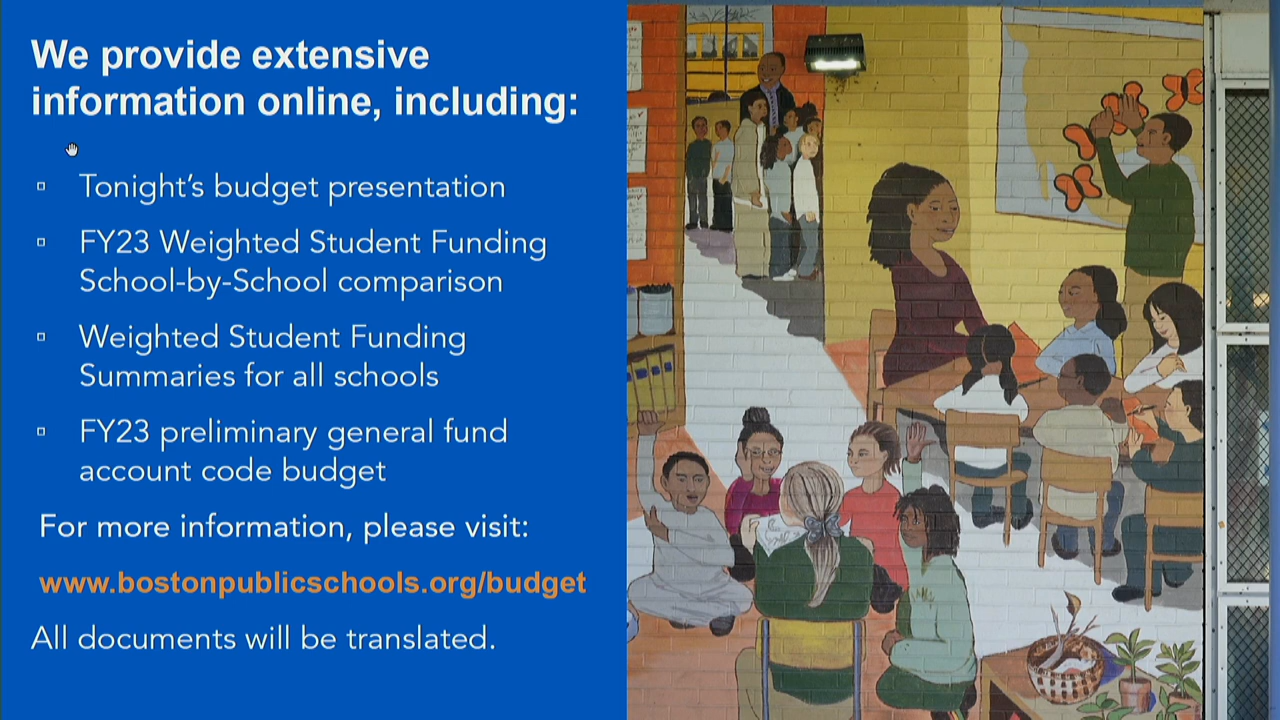 We provide extensive
information online, including:
Tonight's budget presentation
FY23 Weighted Student Funding
School-by-School comparison
Weighted Student Funding
Summaries for all schools
FY23 preliminary general fund
account code budget
For more information, please visit:
www.bostonpublicschools.org/budget
All documents will be translated.